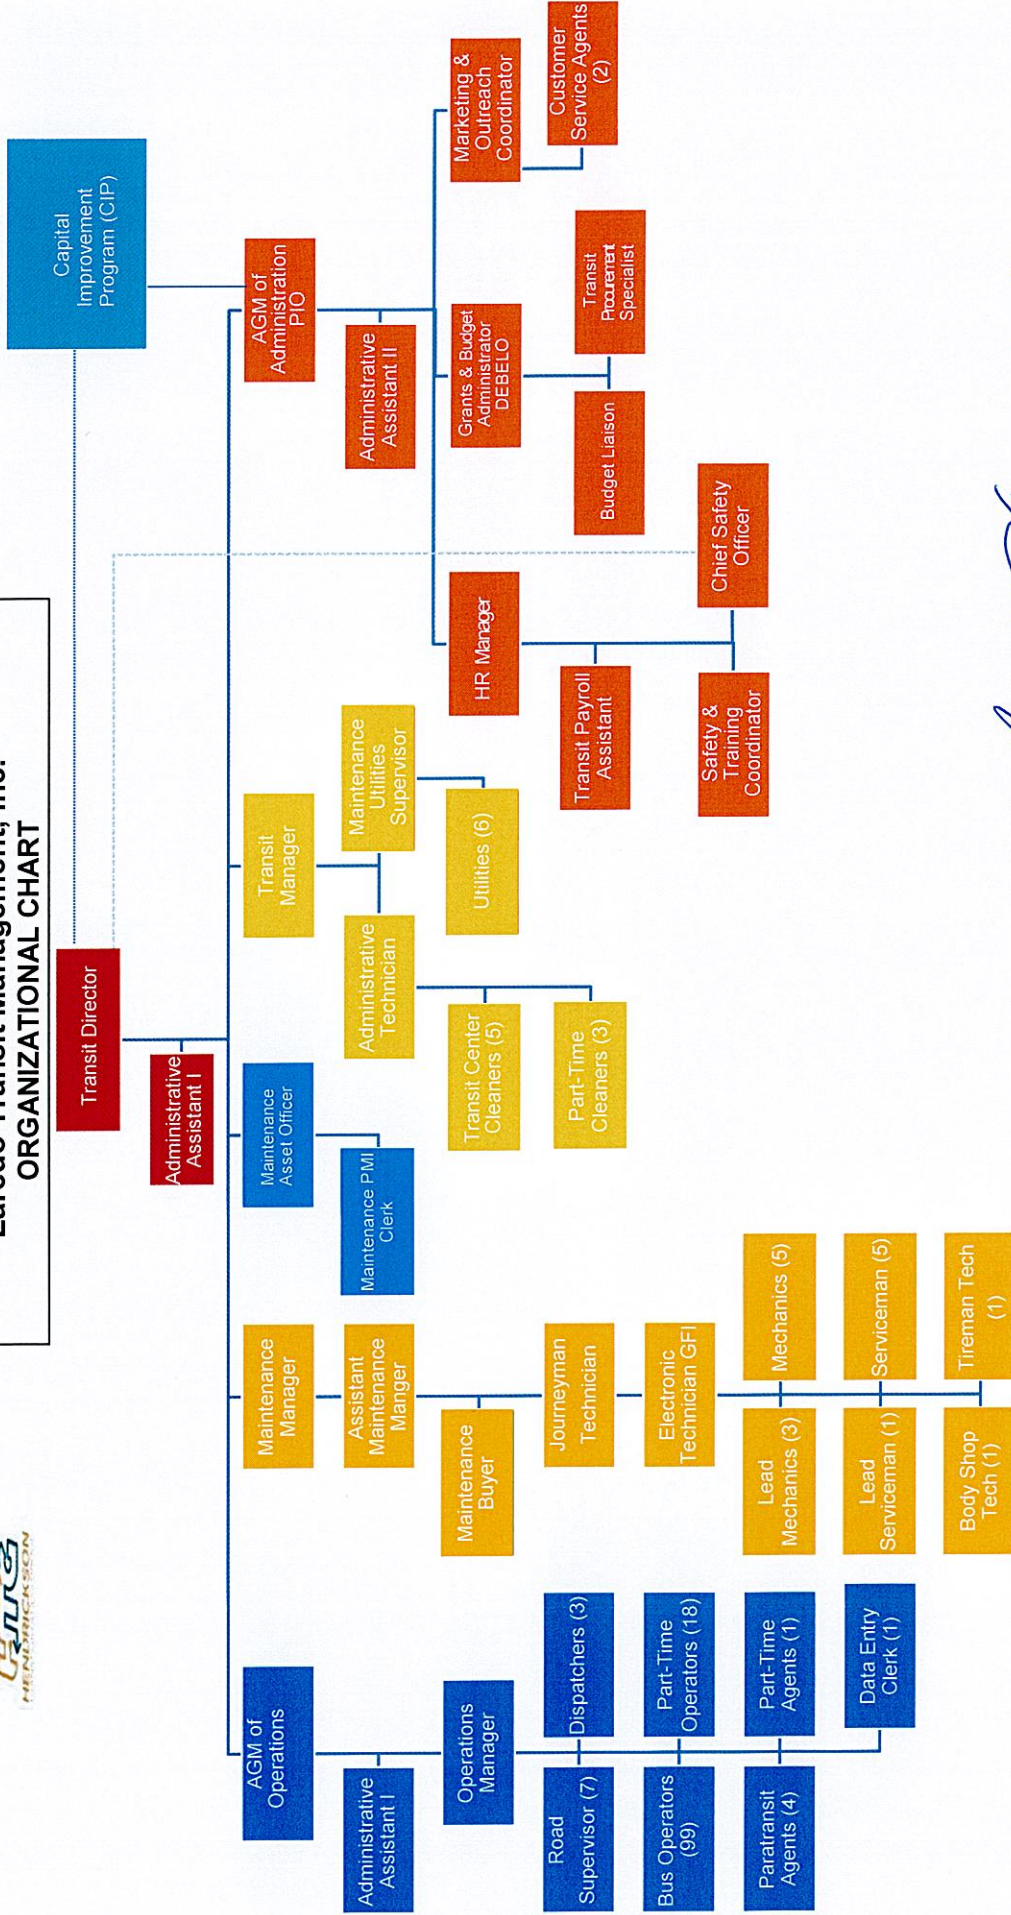 Laredo Transit Management, Inc.
ORGANIZATIONAL CHART
HENDRICKSON
Transit Director
Administrative
Assistant I
Capital
Improvement
Program (CIP)
AGM of
Operations
Administrative
Assistant I
Operations
Manager
Road
Supervisor (7)
Dispatchers (3)
Bus Operators
(99)
Part-Time
Operators (18)
Paratransit
Agents (4)
Part-Time
Agents (1)
Data Entry
Clerk (1)
Maintenance
Manager
Assistant
Maintenance
Manger
Maintenance
Buyer
Journeyman
Technician
Electronic
Technician GFI
Lead
Mechanics (3)
Mechanics (5)
Lead
Serviceman (1)
Serviceman (5)
Body Shop
Tech (1)
Tireman Tech
(1)
Maintenance
Asset Officer
Maintenance PMI
Clerk
Transit
Manager
Administrative
Technician
Maintenance
Utilities
Supervisor
Transit Center
Cleaners (5)
Part-Time
Cleaners (3)
Utilities (6)
AGM of
Administration
PIO
Administrative
Assistant II
HR Manager
Transit Payroll
Assistant
Safety &
Training
Coordinator
Chief Safety
Officer
Grants & Budget
Administrator
DEBELO
Budget Liaison
Transit
Procurement
Specialist
Marketing &
Outreach
Coordinator
Customer
Service Agents
(2)